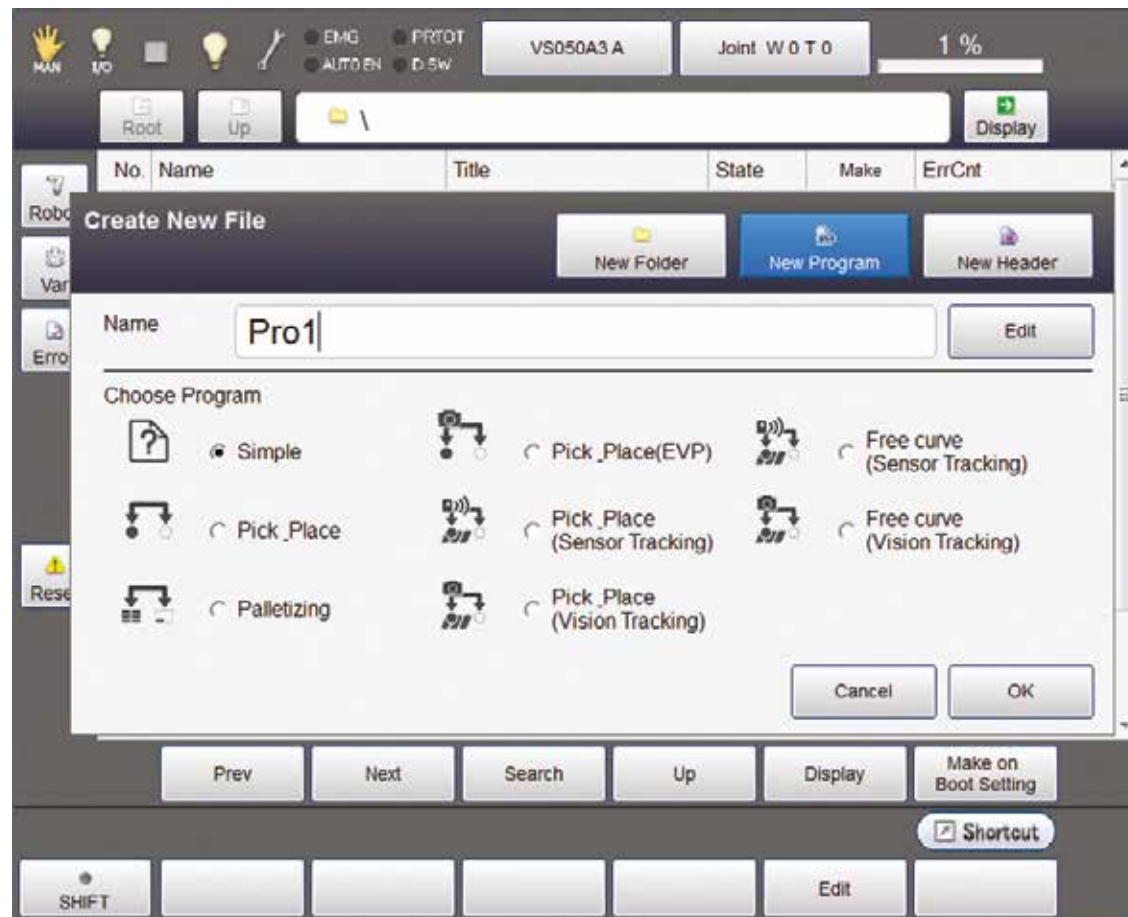 MAN I/O EMG PRTOT AUTO EN D SW VS050A3 A Joint W 0 T 0 1 %
Root Up \ Display
No. Name Title State Make ErrCnt
Create New File New Folder New Program New Header
Var
Name Pro1 Edit
Choose Program
Simple Pick_Place(EVP) Free curve
(Sensor Tracking)
Pick_Place Pick_Place
(Sensor Tracking) Free curve
(Vision Tracking)
Palletizing Pick_Place
(Vision Tracking)
Cancel OK
Prev Next Search Up Display Make on
Boot Setting
Shortcut
SHIFT Edit